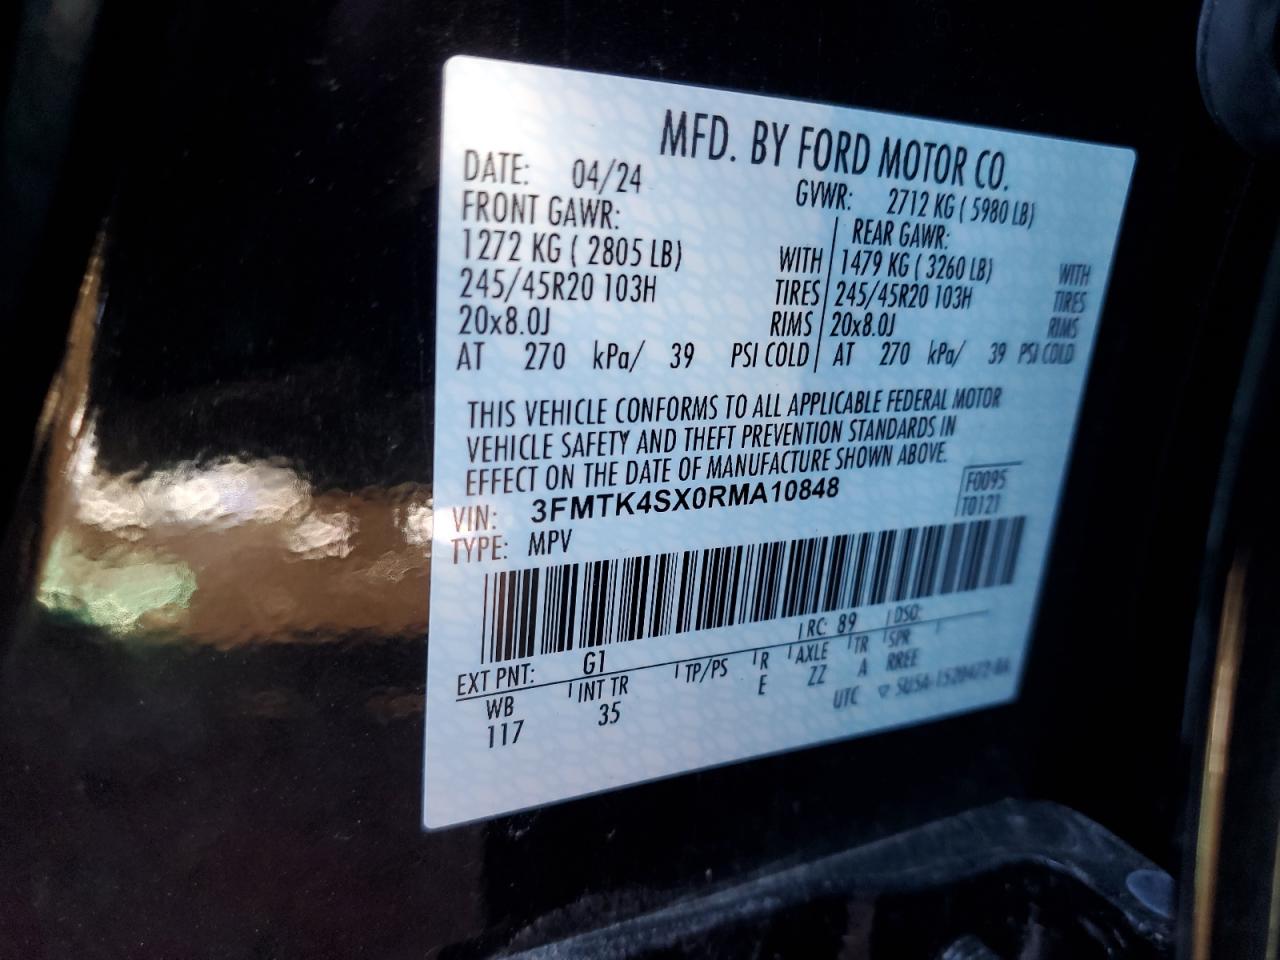 MFD. BY FORD MOTOR CO.
DATE: 04/24 GVWR: 2712 KG ( 5980 LB)
FRONT GAWR: REAR GAWR:
1272 KG ( 2805 LB) WITH 1479 KG ( 3260 LB) WITH
245/45R20 103H TIRES 245/45R20 103H TIRES
20x8.0J RIMS 20x8.0J RIMS
AT 270 kPa/ 39 PSI COLD AT 270 kPa/ 39 PSI COLD
THIS VEHICLE CONFORMS TO ALL APPLICABLE FEDERAL MOTOR
VEHICLE SAFETY AND THEFT PREVENTION STANDARDS IN
EFFECT ON THE DATE OF MANUFACTURE SHOWN ABOVE.
F0095
VIN: 3FMTK4SX0RMA10848 T0121
TYPE: MPV
EXT PNT: G1 RC: 89 DSO:
WB INT TR TP/PS R AXLE TR SPR
117 35 E ZZ A RREE
UTC